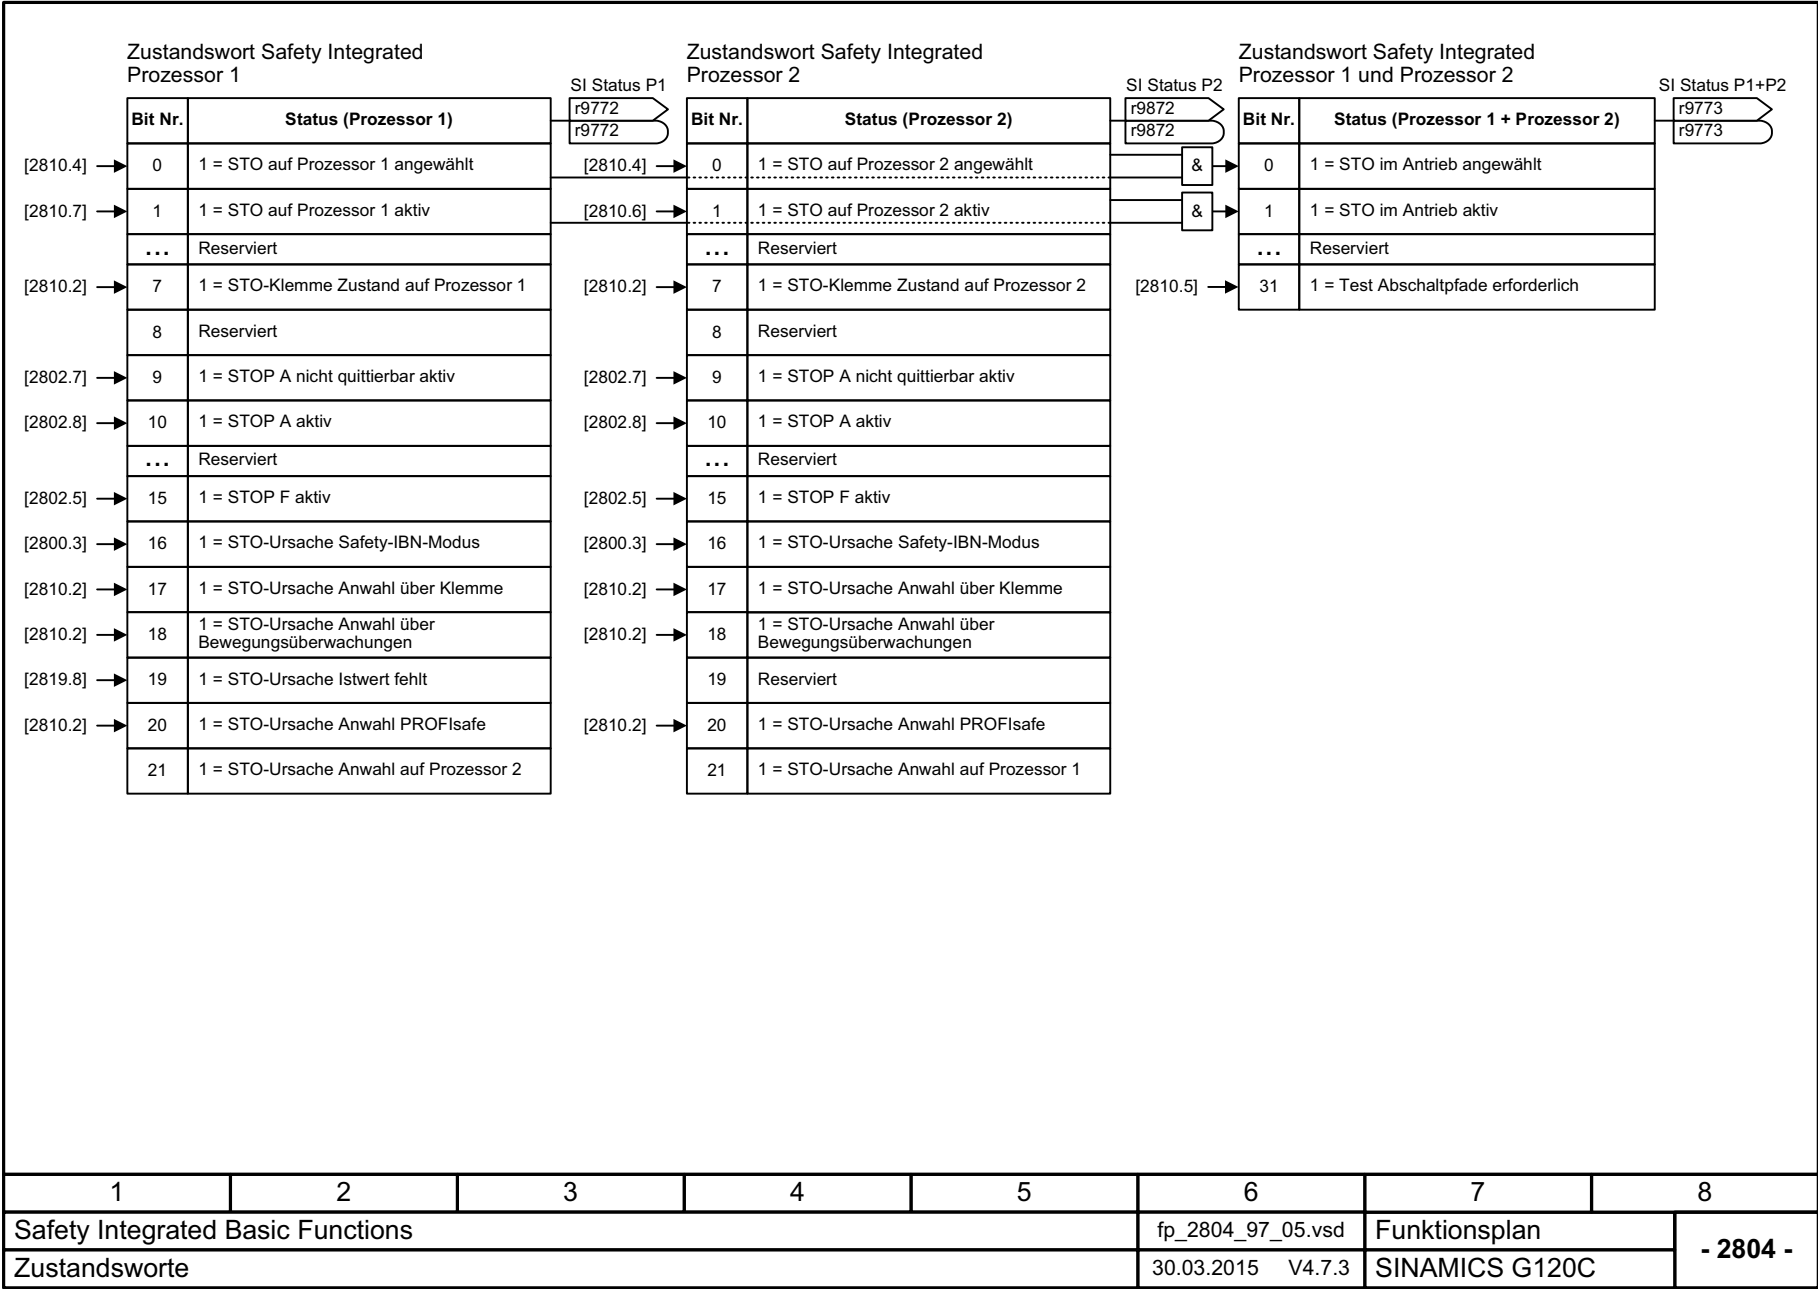 Zustandswort Safety Integrated
Prozessor 1
SI Status P1
r9772
r9772
Bit Nr. Status (Prozessor 1)
[2810.4] 0 1 = STO auf Prozessor 1 angewählt
[2810.7] 1 1 = STO auf Prozessor 1 aktiv
... Reserviert
[2810.2] 7 1 = STO-Klemme Zustand auf Prozessor 1
8 Reserviert
[2802.7] 9 1 = STOP A nicht quittierbar aktiv
[2802.8] 10 1 = STOP A aktiv
... Reserviert
[2802.5] 15 1 = STOP F aktiv
[2800.3] 16 1 = STO-Ursache Safety-IBN-Modus
[2810.2] 17 1 = STO-Ursache Anwahl über Klemme
[2810.2] 18 1 = STO-Ursache Anwahl über
Bewegungsüberwachungen
[2819.8] 19 1 = STO-Ursache Istwert fehlt
[2810.2] 20 1 = STO-Ursache Anwahl PROFIsafe
21 1 = STO-Ursache Anwahl auf Prozessor 2
Zustandswort Safety Integrated
Prozessor 2
SI Status P2
r9872
r9872
Bit Nr. Status (Prozessor 2)
[2810.4] 0 1 = STO auf Prozessor 2 angewählt
&
[2810.6] 1 1 = STO auf Prozessor 2 aktiv
&
... Reserviert
[2810.2] 7 1 = STO-Klemme Zustand auf Prozessor 2
8 Reserviert
[2802.7] 9 1 = STOP A nicht quittierbar aktiv
[2802.8] 10 1 = STOP A aktiv
... Reserviert
[2802.5] 15 1 = STOP F aktiv
[2800.3] 16 1 = STO-Ursache Safety-IBN-Modus
[2810.2] 17 1 = STO-Ursache Anwahl über Klemme
[2810.2] 18 1 = STO-Ursache Anwahl über
Bewegungsüberwachungen
19 Reserviert
[2810.2] 20 1 = STO-Ursache Anwahl PROFIsafe
21 1 = STO-Ursache Anwahl auf Prozessor 1
Zustandswort Safety Integrated
Prozessor 1 und Prozessor 2
SI Status P1+P2
r9773
r9773
Bit Nr. Status (Prozessor 1 + Prozessor 2)
0 1 = STO im Antrieb angewählt
1 1 = STO im Antrieb aktiv
... Reserviert
[2810.5] 31 1 = Test Abschaltpfade erforderlich
1 2 3 4 5 6 7 8
Safety Integrated Basic Functions fp_2804_97_05.vsd Funktionsplan
- 2804 -
Zustandsworte 30.03.2015 V4.7.3 SINAMICS G120C